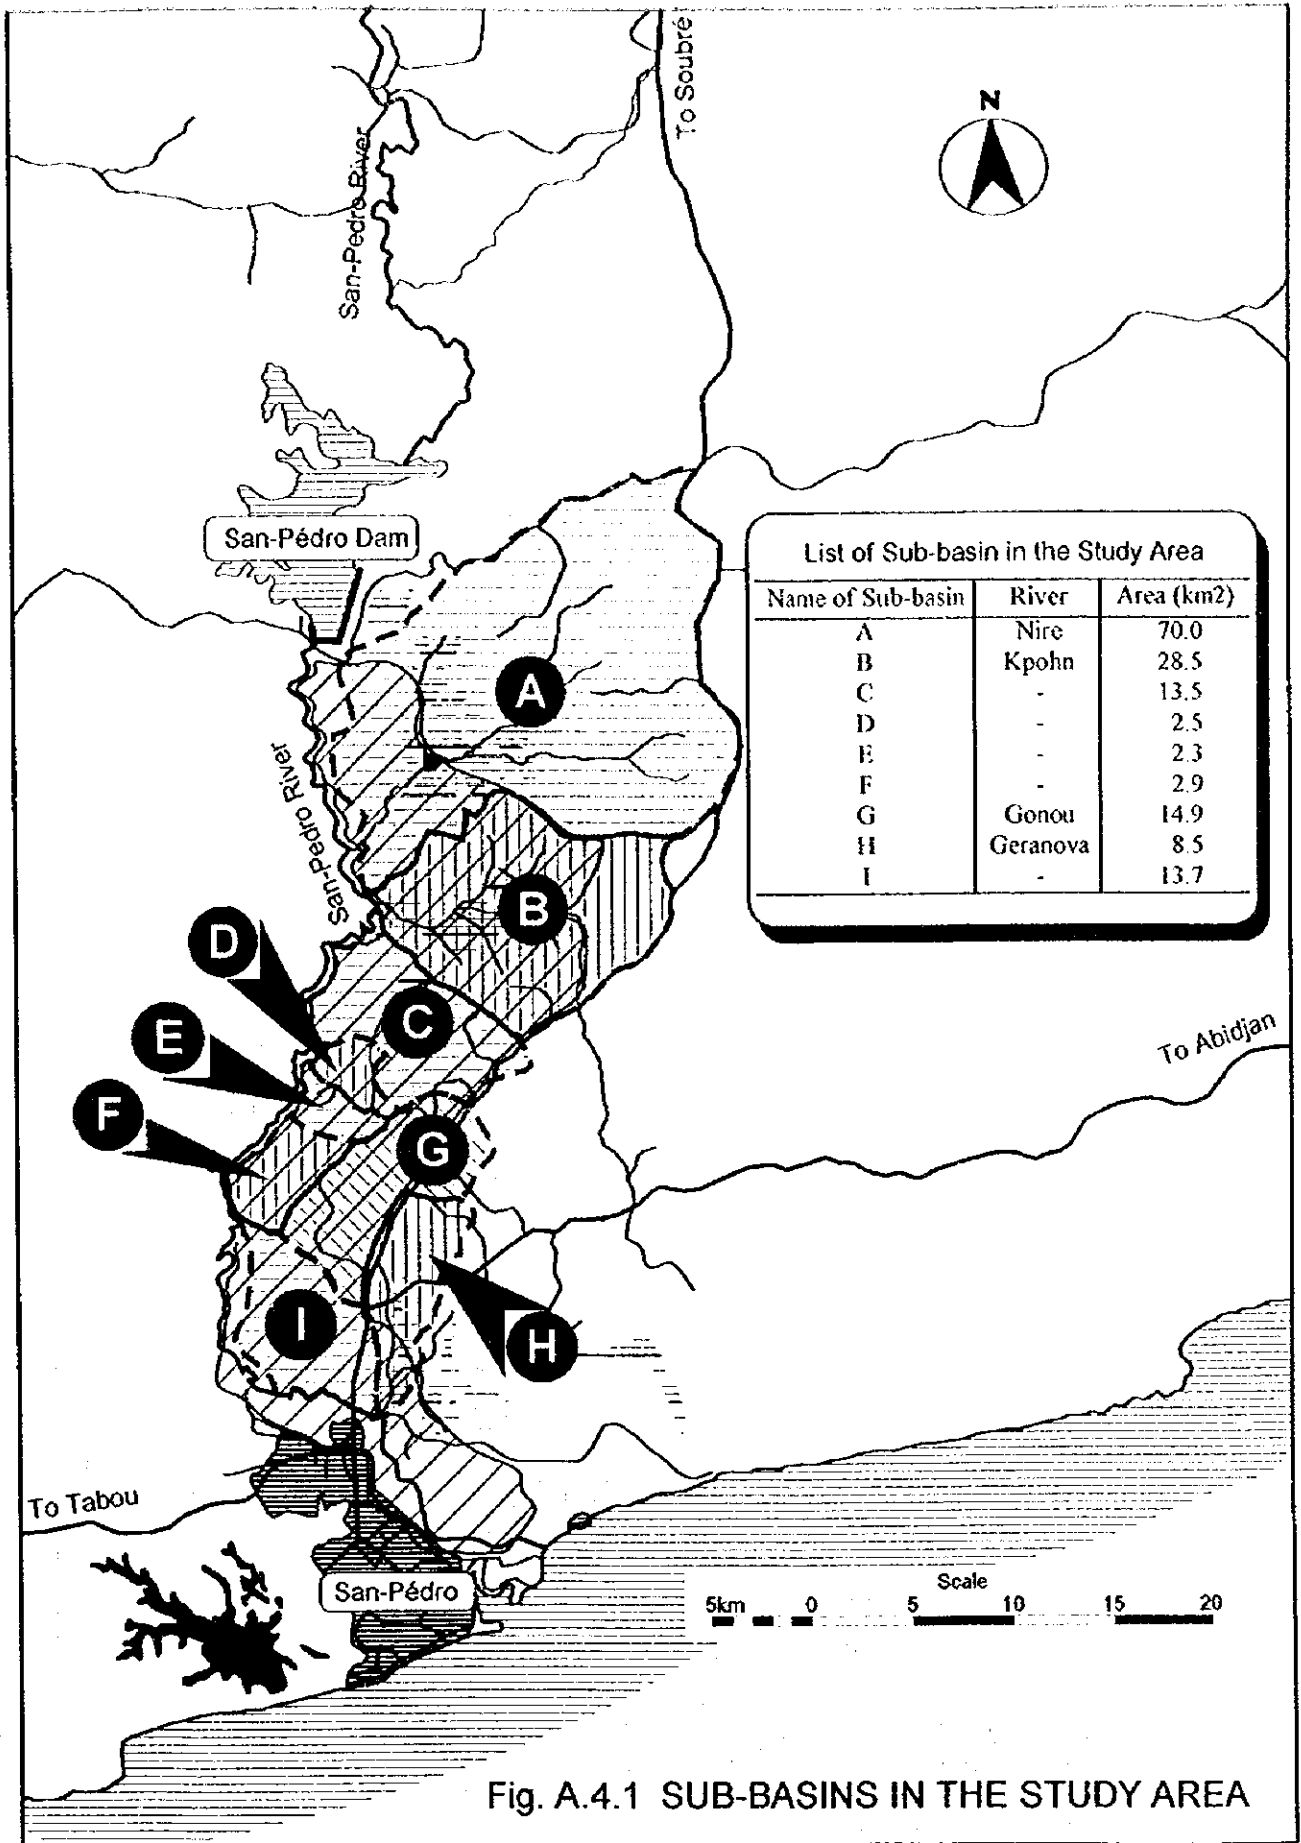 To Soubré
N
San-Pedro River
San-Pédro Dam
List of Sub-basin in the Study Area
Name of Sub-basin River Area (km2)
A Nire 70.0
B Kpohn 28.5
C - 13.5
D - 2.5
E - 2.3
F - 2.9
G Gonou 14.9
H Geranova 8.5
I - 13.7
A
San-Pedro River
B
D
C
E
To Abidjan
F
G
I
H
To Tabou
San-Pédro
Scale
5km 0 5 10 15 20
Fig. A.4.1 SUB-BASINS IN THE STUDY AREA